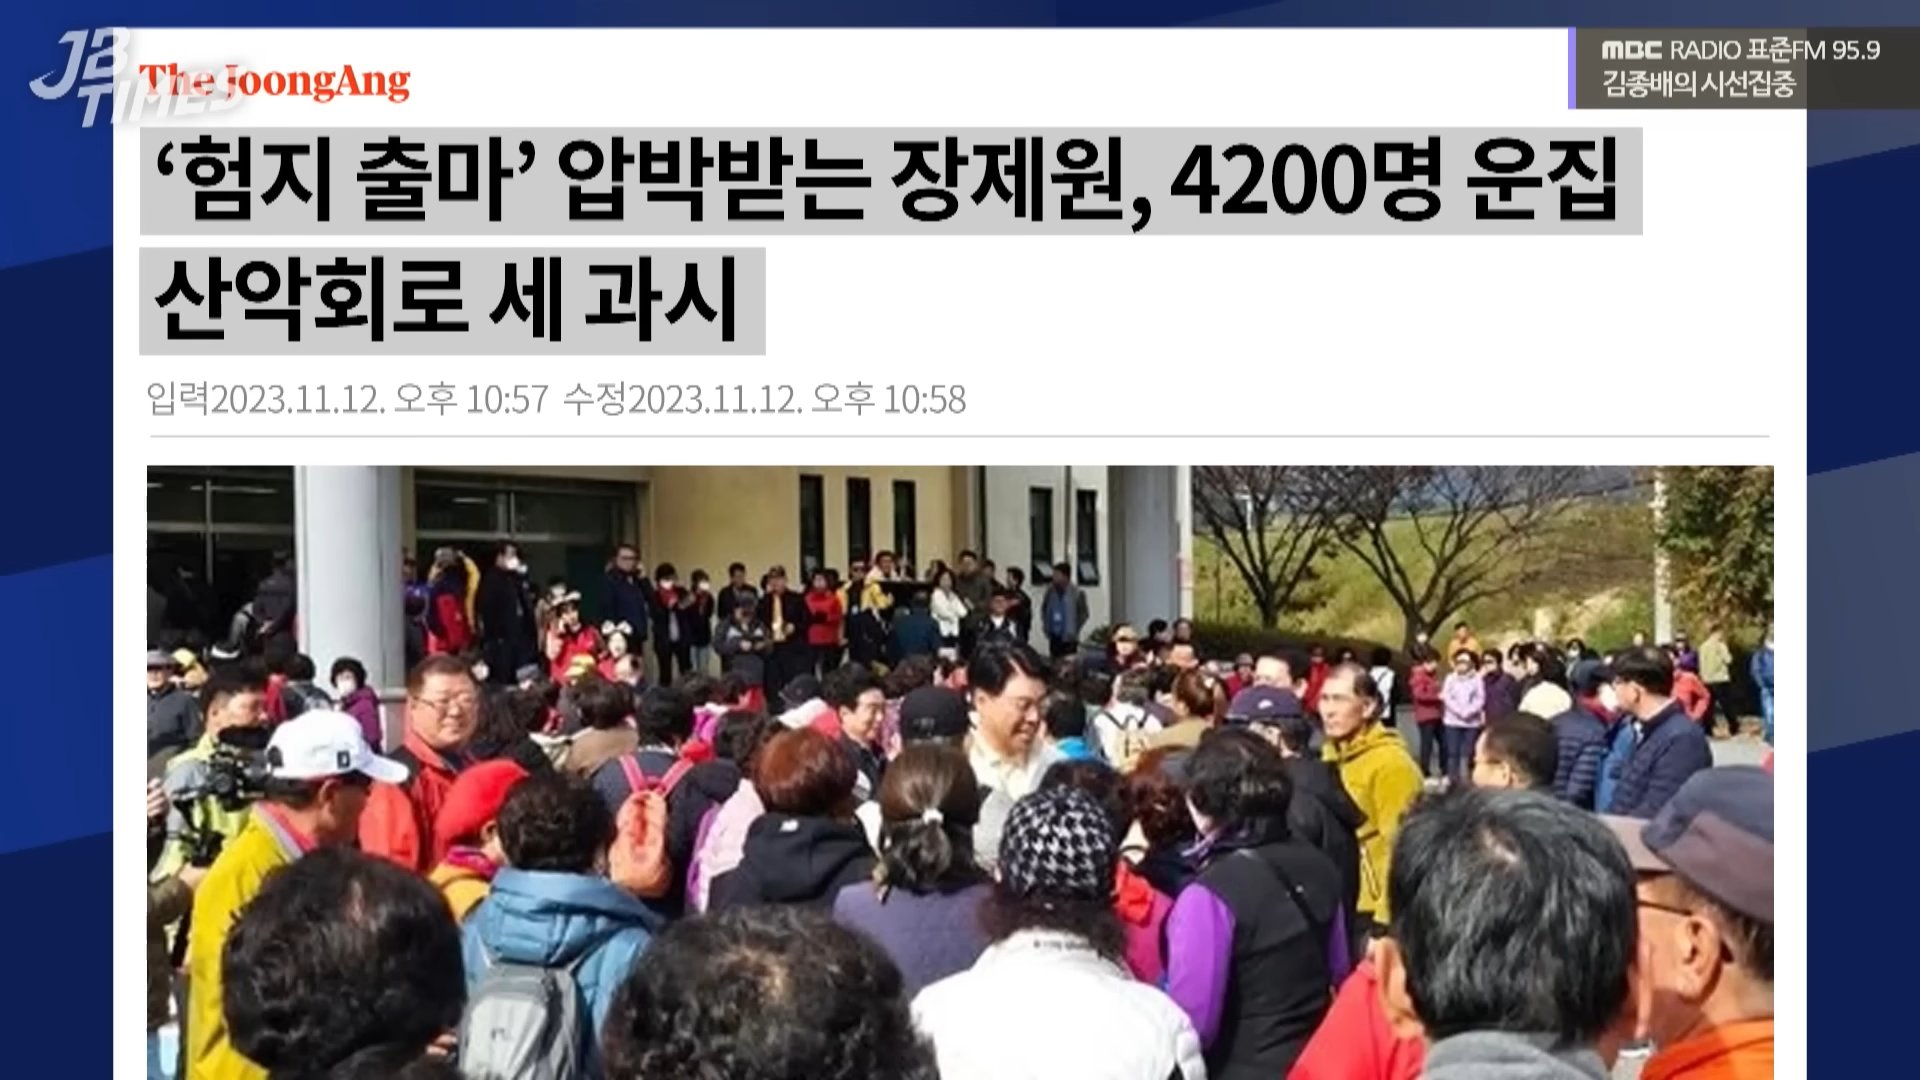 JB TIMES
The JoongAng
MBC RADIO 표준FM 95.9
김종배의 시선집중
‘험지 출마’ 압박받는 장제원, 4200명 운집
산악회로 세 과시
입력2023.11.12. 오후 10:57 수정2023.11.12. 오후 10:58